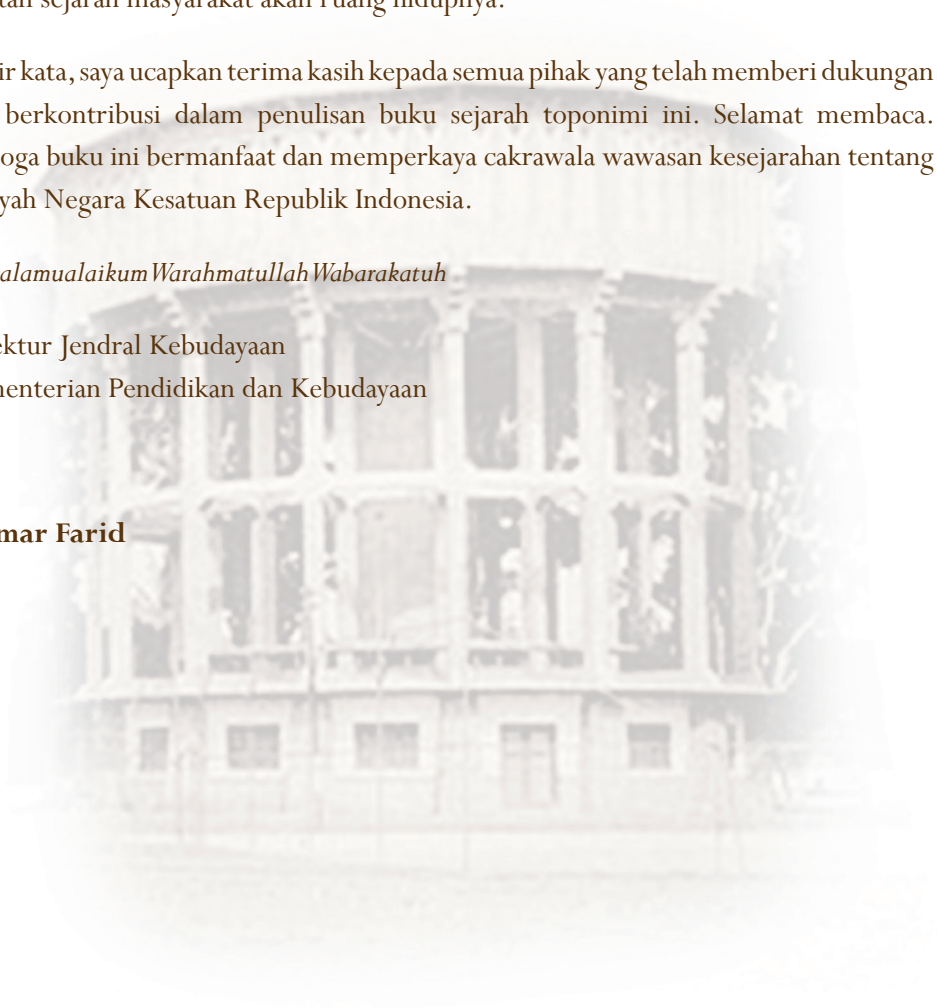 tan sejarah masyarakat akan ruang hidupnya.
ir kata, saya ucapkan terima kasih kepada semua pihak yang telah memberi dukungan
berkontribusi dalam penulisan buku sejarah toponimi ini. Selamat membaca.
oga buku ini bermanfaat dan memperkaya cakrawala wawasan kesejarahan tentang
yah Negara Kesatuan Republik Indonesia.
alamualaikum Warahmatullah Wabarakatuh
ektur Jendral Kebudayaan
nenterian Pendidikan dan Kebudayaan
mar Farid